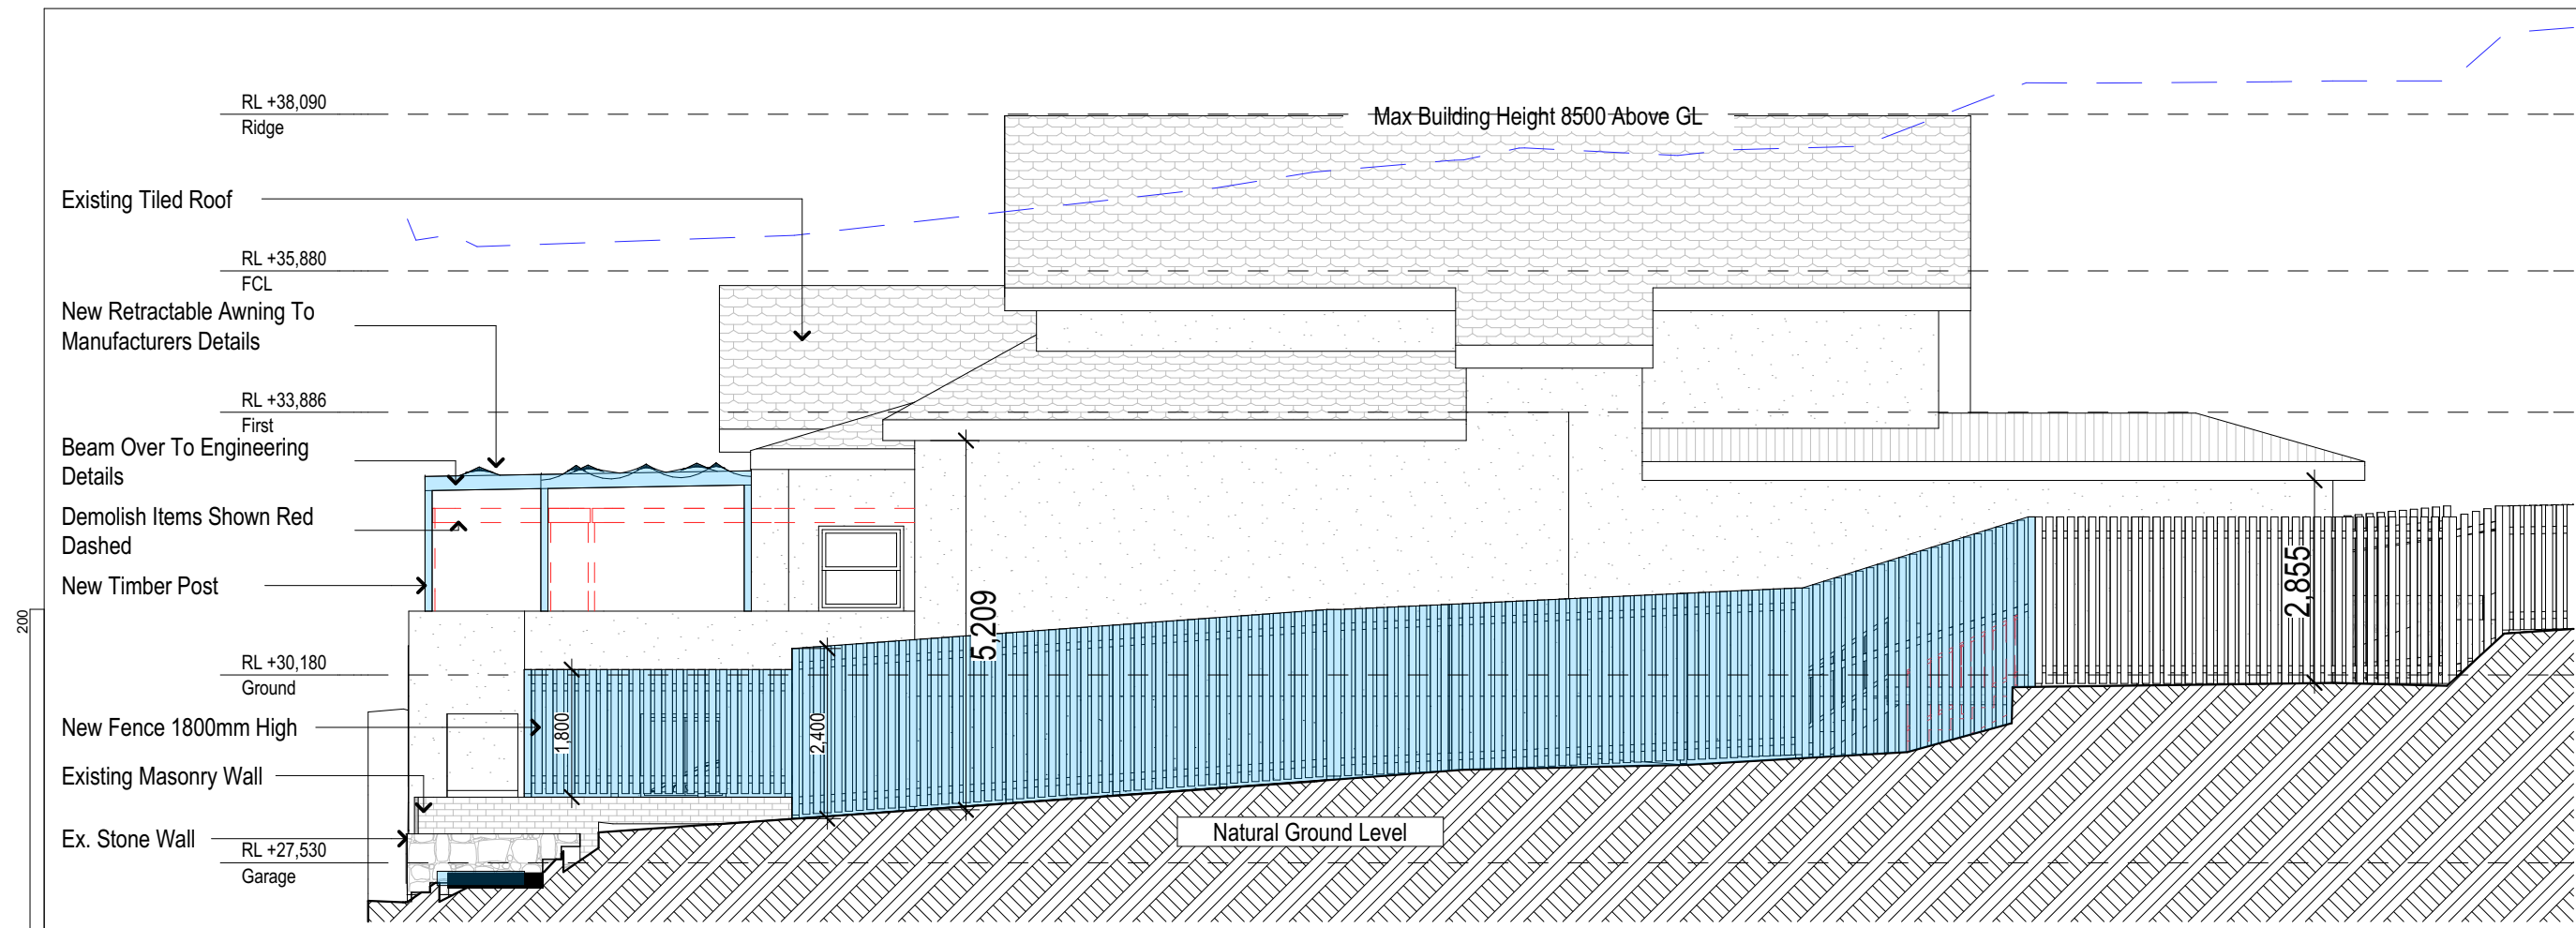 RL +38,090
Ridge
Max Building Height 8500 Above GL
Existing Tiled Roof
RL +35,880
FCL
New Retractable Awning To
Manufacturers Details
RL +33,886
First
Beam Over To Engineering
Details
Demolish Items Shown Red
Dashed
New Timber Post
200
5,209
2,855
RL +30,180
Ground
New Fence 1800mm High
1,800
2,400
Existing Masonry Wall
Ex. Stone Wall
Natural Ground Level
RL +27,530
Garage